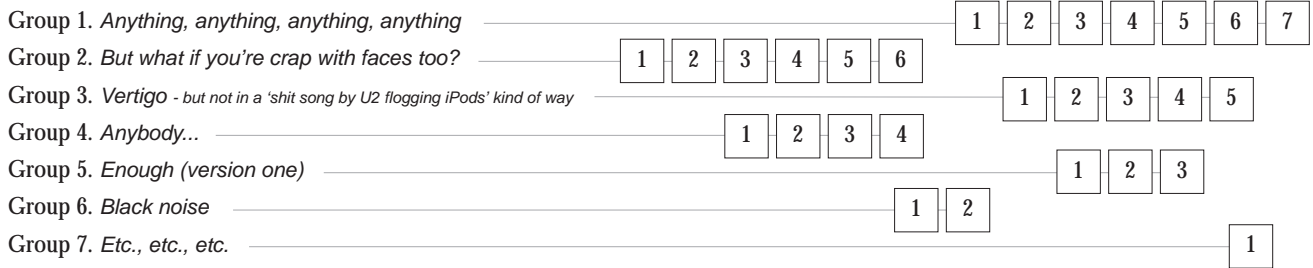 Group 1. Anything, anything, anything, anything 1 2 3 4 5 6 7
Group 2. But what if you’re crap with faces too? 1 2 3 4 5 6
Group 3. Vertigo - but not in a ‘shit song by U2 flogging iPods’ kind of way 1 2 3 4 5
Group 4. Anybody... 1 2 3 4
Group 5. Enough (version one) 1 2 3
Group 6. Black noise 1 2
Group 7. Etc., etc., etc. 1